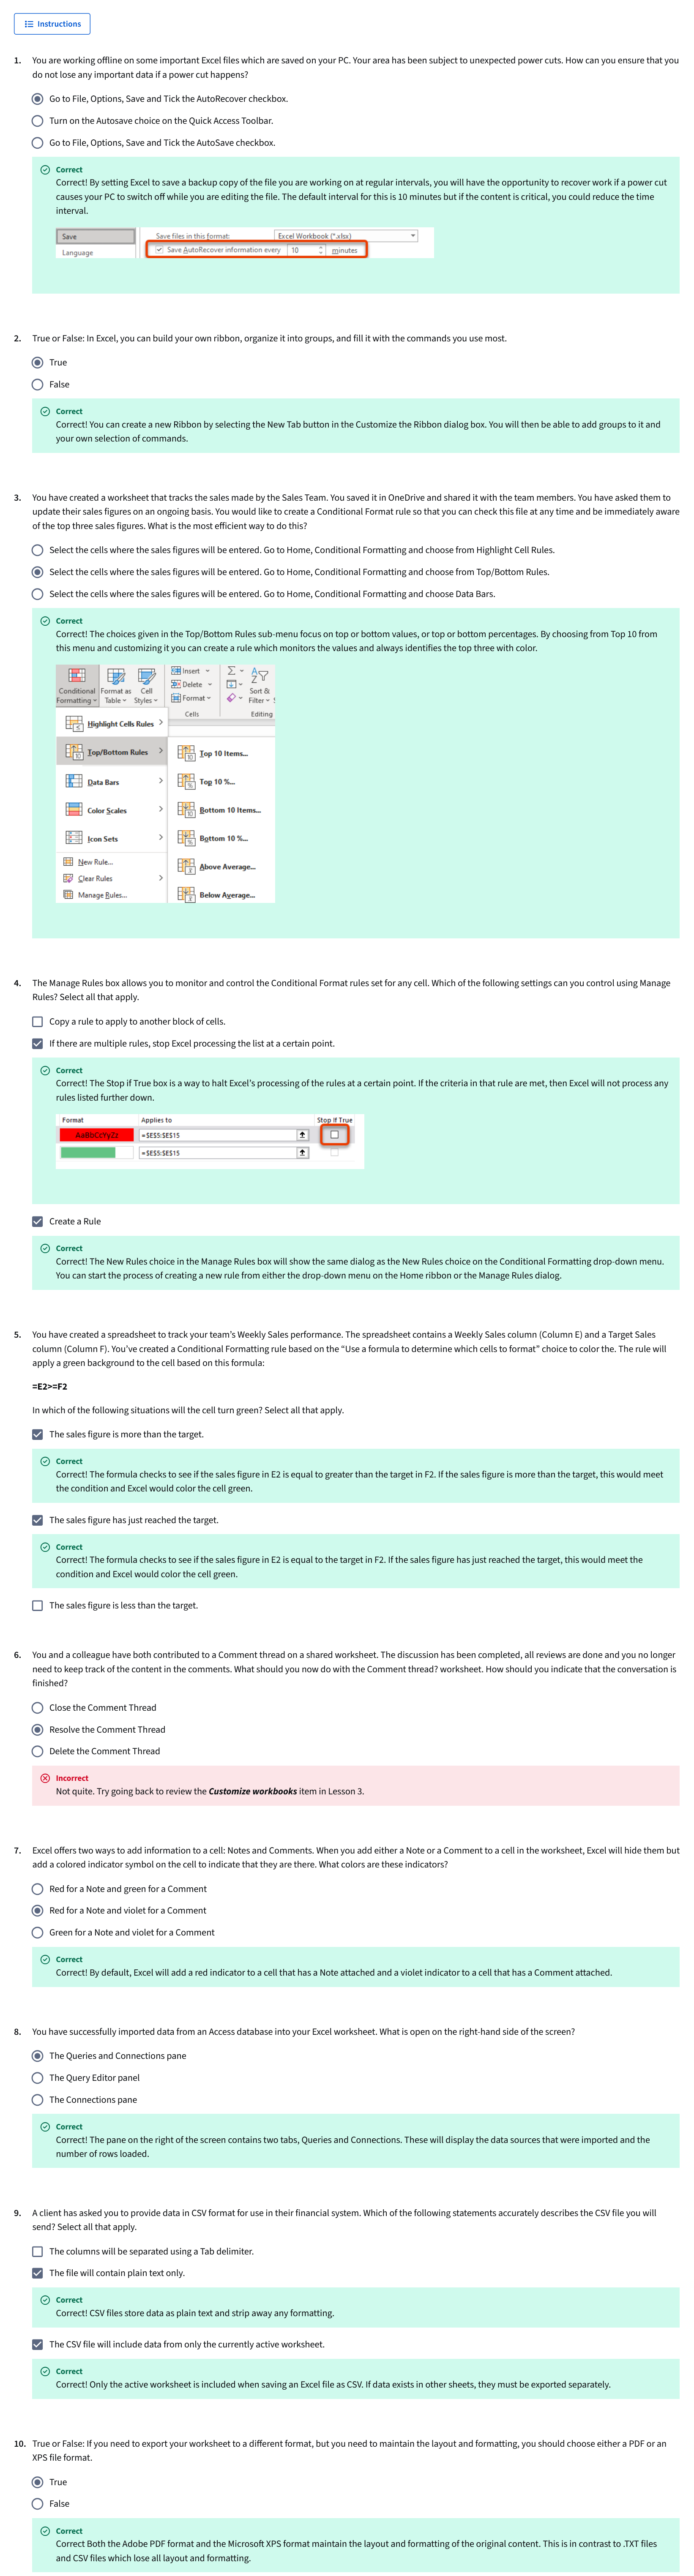 Instructions
1. You are working offline on some important Excel files which are saved on your PC. Your area has been subject to unexpected power cuts. How can you ensure that you
do not lose any important data if a power cut happens?
Go to File, Options, Save and Tick the AutoRecover checkbox.
Turn on the Autosave choice on the Quick Access Toolbar.
Go to File, Options, Save and Tick the AutoSave checkbox.
Correct
Correct! By setting Excel to save a backup copy of the file you are working on at regular intervals, you will have the opportunity to recover work if a power cut
causes your PC to switch off while you are editing the file. The default interval for this is 10 minutes but if the content is critical, you could reduce the time
interval.
Save Save files in this format: Excel Workbook (*.xlsx)
Language Save AutoRecover information every 10 minutes
2. True or False: In Excel, you can build your own ribbon, organize it into groups, and fill it with the commands you use most.
True
False
Correct
Correct! You can create a new Ribbon by selecting the New Tab button in the Customize the Ribbon dialog box. You will then be able to add groups to it and
your own selection of commands.
3. You have created a worksheet that tracks the sales made by the Sales Team. You saved it in OneDrive and shared it with the team members. You have asked them to
update their sales figures on an ongoing basis. You would like to create a Conditional Format rule so that you can check this file at any time and be immediately aware
of the top three sales figures. What is the most efficient way to do this?
Select the cells where the sales figures will be entered. Go to Home, Conditional Formatting and choose from Highlight Cell Rules.
Select the cells where the sales figures will be entered. Go to Home, Conditional Formatting and choose from Top/Bottom Rules.
Select the cells where the sales figures will be entered. Go to Home, Conditional Formatting and choose Data Bars.
Correct
Correct! The choices given in the Top/Bottom Rules sub-menu focus on top or bottom values, or top or bottom percentages. By choosing from Top 10 from
this menu and customizing it you can create a rule which monitors the values and always identifies the top three with color.
Insert
Delete
Conditional Format as Cell Format Sort &
Formatting Table Styles Filter
Cells Editing
Highlight Cells Rules
Top/Bottom Rules Top 10 Items...
Data Bars Top 10 %...
Color Scales Bottom 10 Items...
Icon Sets Bottom 10 %...
New Rule...
Clear Rules Above Average...
Manage Rules... Below Average...
4. The Manage Rules box allows you to monitor and control the Conditional Format rules set for any cell. Which of the following settings can you control using Manage
Rules? Select all that apply.
Copy a rule to apply to another block of cells.
If there are multiple rules, stop Excel processing the list at a certain point.
Correct
Correct! The Stop if True box is a way to halt Excel's processing of the rules at a certain point. If the criteria in that rule are met, then Excel will not process any
rules listed further down.
Format Applies to Stop If True
AaBbCcYyZz =$E$5:$E$15
=$E$5:$E$15
Create a Rule
Correct
Correct! The New Rules choice in the Manage Rules box will show the same dialog as the New Rules choice on the Conditional Formatting drop-down menu.
You can start the process of creating a new rule from either the drop-down menu on the Home ribbon or the Manage Rules dialog.
5. You have created a spreadsheet to track your team's Weekly Sales performance. The spreadsheet contains a Weekly Sales column (Column E) and a Target Sales
column (Column F). You've created a Conditional Formatting rule based on the "Use a formula to determine which cells to format" choice to color the. The rule will
apply a green background to the cell based on this formula:
=E2>=F2
In which of the following situations will the cell turn green? Select all that apply.
The sales figure is more than the target.
Correct
Correct! The formula checks to see if the sales figure in E2 is equal to greater than the target in F2. If the sales figure is more than the target, this would meet
the condition and Excel would color the cell green.
The sales figure has just reached the target.
Correct
Correct! The formula checks to see if the sales figure in E2 is equal to the target in F2. If the sales figure has just reached the target, this would meet the
condition and Excel would color the cell green.
The sales figure is less than the target.
6. You and a colleague have both contributed to a Comment thread on a shared worksheet. The discussion has been completed, all reviews are done and you no longer
need to keep track of the content in the comments. What should you now do with the Comment thread? worksheet. How should you indicate that the conversation is
finished?
Close the Comment Thread
Resolve the Comment Thread
Delete the Comment Thread
Incorrect
Not quite. Try going back to review the Customize workbooks item in Lesson 3.
7. Excel offers two ways to add information to a cell: Notes and Comments. When you add either a Note or a Comment to a cell in the worksheet, Excel will hide them but
add a colored indicator symbol on the cell to indicate that they are there. What colors are these indicators?
Red for a Note and green for a Comment
Red for a Note and violet for a Comment
Green for a Note and violet for a Comment
Correct
Correct! By default, Excel will add a red indicator to a cell that has a Note attached and a violet indicator to a cell that has a Comment attached.
8. You have successfully imported data from an Access database into your Excel worksheet. What is open on the right-hand side of the screen?
The Queries and Connections pane
The Query Editor panel
The Connections pane
Correct
Correct! The pane on the right of the screen contains two tabs, Queries and Connections. These will display the data sources that were imported and the
number of rows loaded.
9. A client has asked you to provide data in CSV format for use in their financial system. Which of the following statements accurately describes the CSV file you will
send? Select all that apply.
The columns will be separated using a Tab delimiter.
The file will contain plain text only.
Correct
Correct! CSV files store data as plain text and strip away any formatting.
The CSV file will include data from only the currently active worksheet.
Correct
Correct! Only the active worksheet is included when saving an Excel file as CSV. If data exists in other sheets, they must be exported separately.
10. True or False: If you need to export your worksheet to a different format, but you need to maintain the layout and formatting, you should choose either a PDF or an
XPS file format.
True
False
Correct
Correct Both the Adobe PDF format and the Microsoft XPS format maintain the layout and formatting of the original content. This is in contrast to .TXT files
and CSV files which lose all layout and formatting.